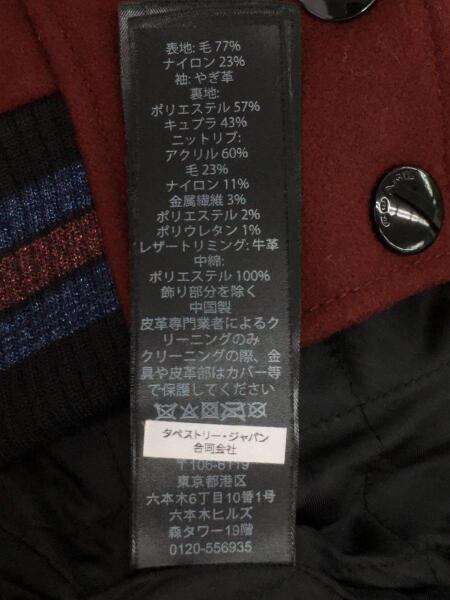 表地: 毛 77%
ナイロン 23%
袖: やぎ革
裏地:
ポリエステル 57%
キュプラ 43%
ニットリブ:
アクリル 60%
毛 23%
ナイロン 11%
金属繊維 3%
ポリエステル 2%
ポリウレタン 1%
レザートリミング: 牛革
中綿:
ポリエステル 100%
飾り部分を除く
中国製
皮革専門業者によるク
リーニングのみ
クリーニングの際、金
具や皮革部はカバー等
で保護してください
タペストリー・ジャパン
合同会社
〒106-6119
東京都港区
六本木6丁目10番1号
六本木ヒルズ
森タワー19階
0120-556935